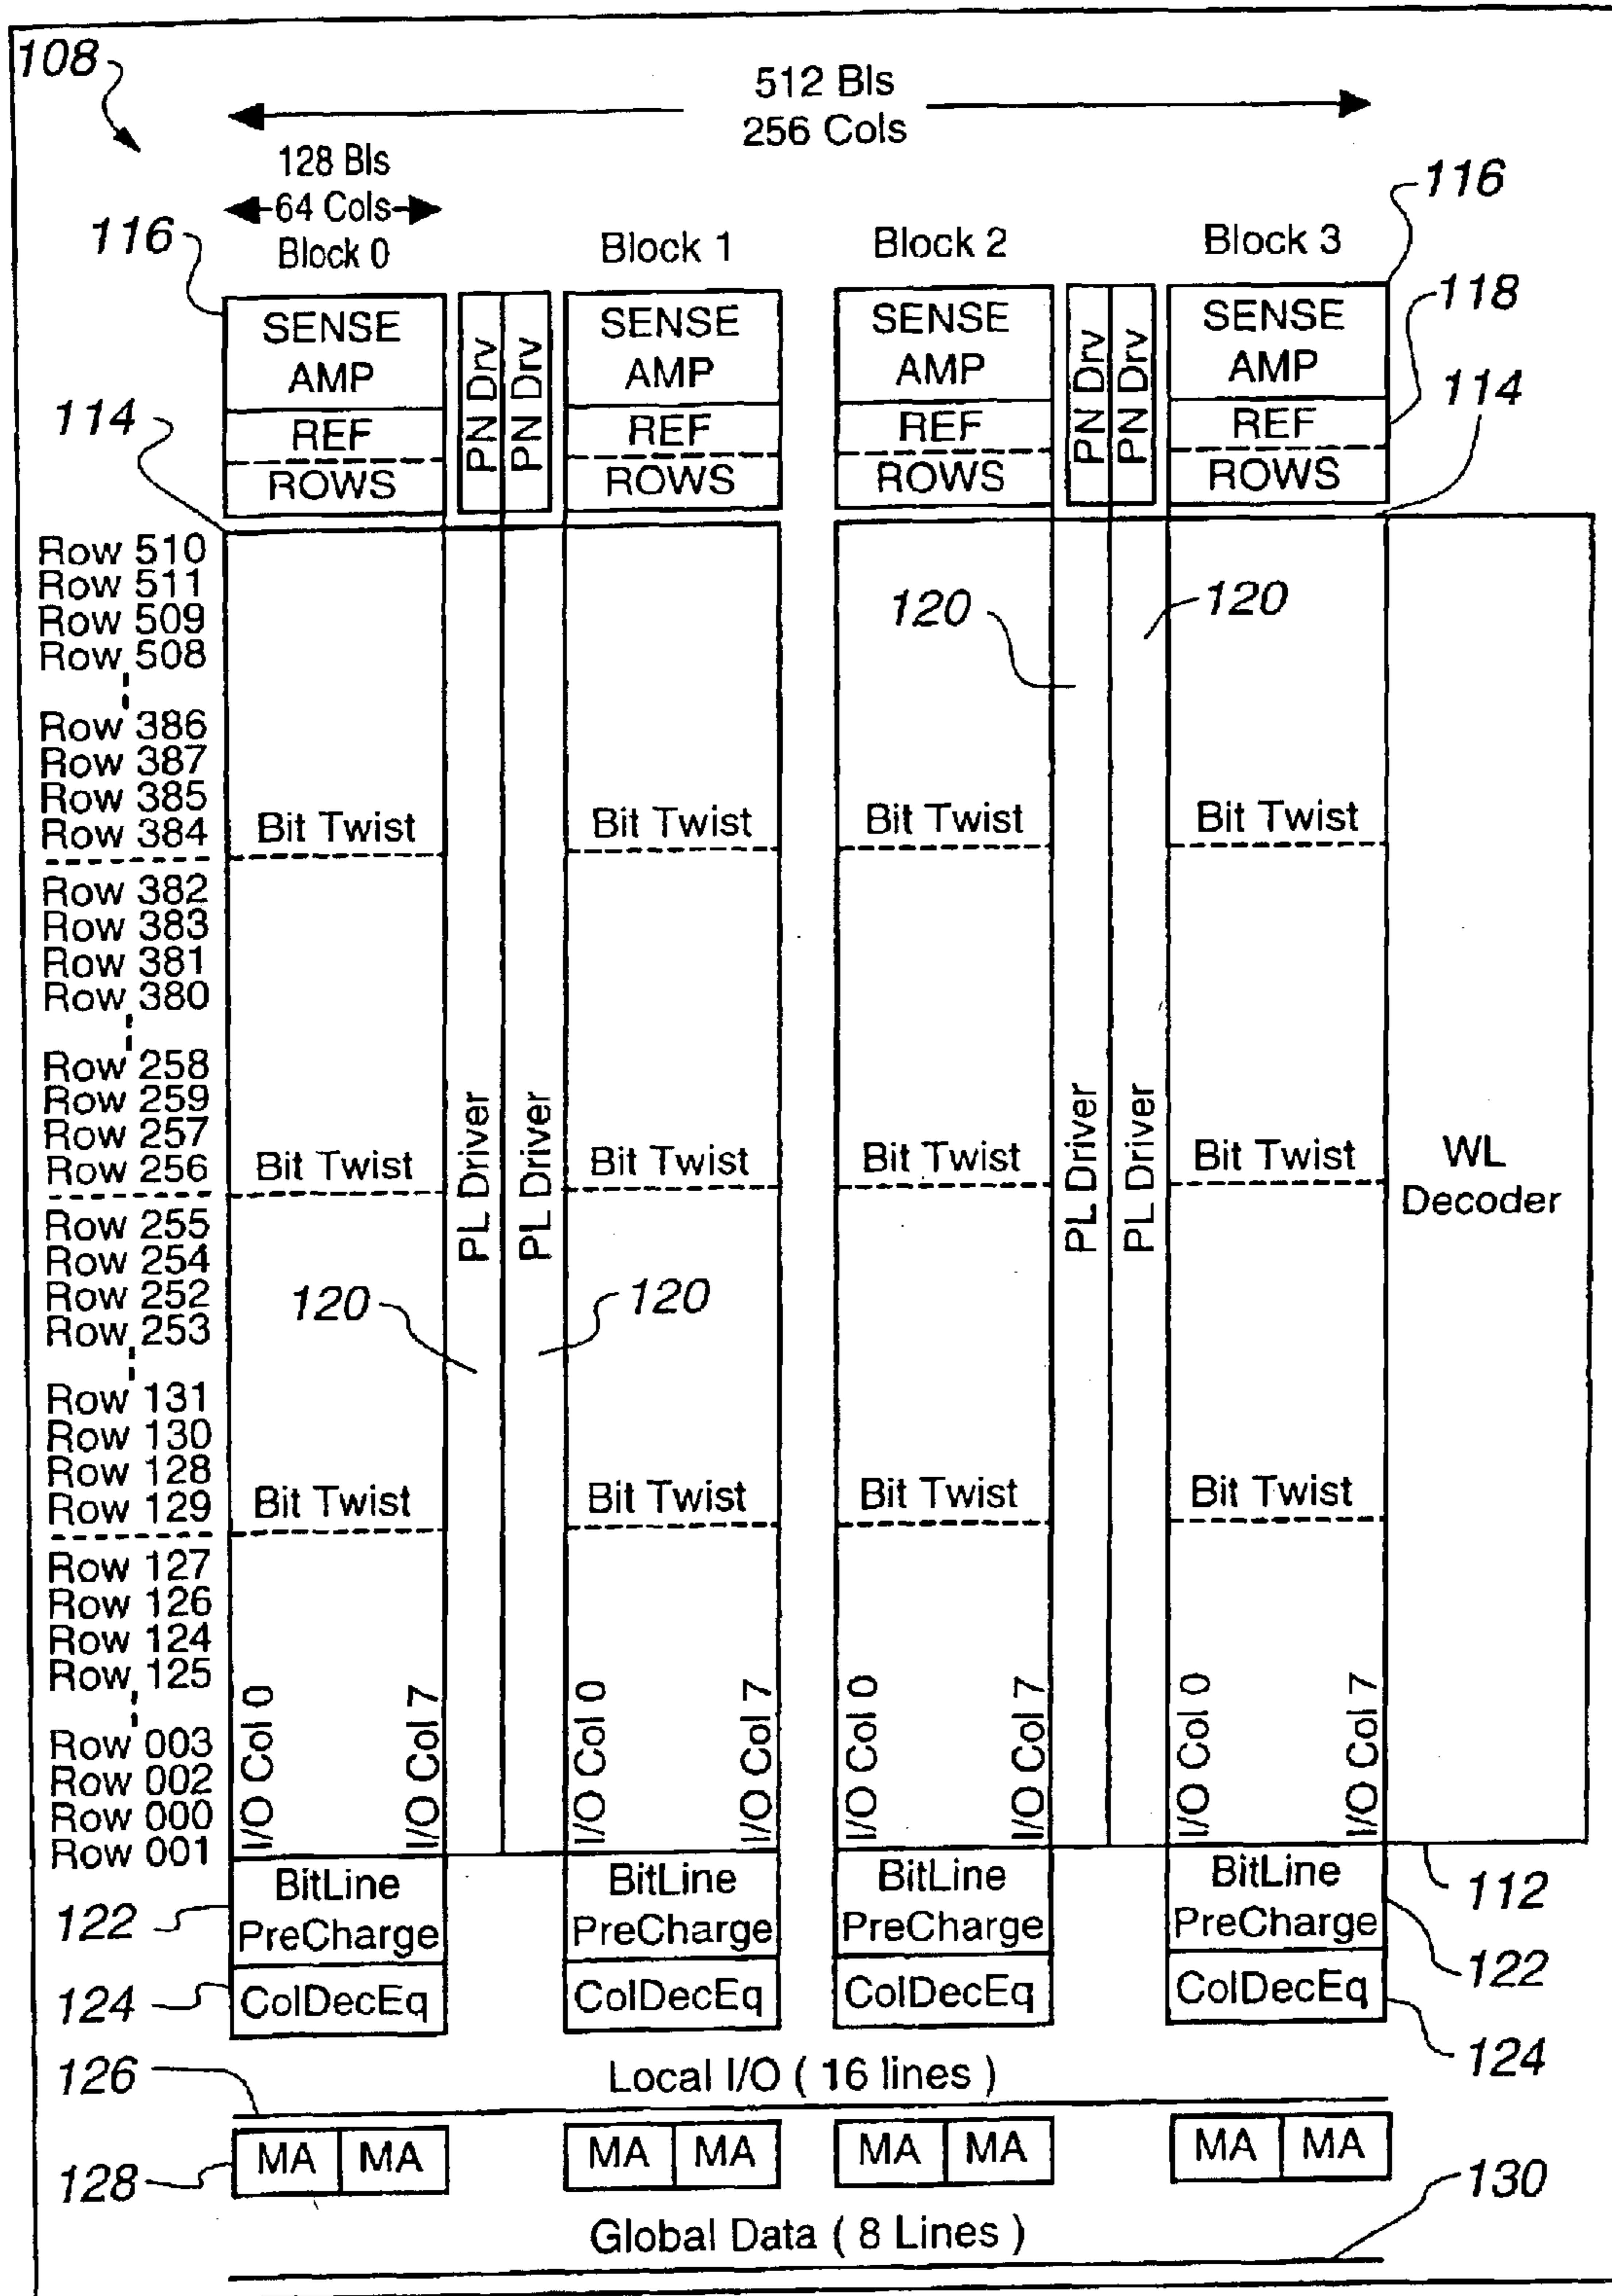 108
512 Bls
256 Cols
128 Bls
64 Cols
Block 0
Block 1
Block 2
Block 3
116
116
118
114
114
SENSE
AMP
REF
ROWS
PN Drv
PN Drv
SENSE
AMP
REF
ROWS
SENSE
AMP
REF
ROWS
PN Drv
PN Drv
SENSE
AMP
REF
ROWS
Row 510
Row 511
Row 509
Row 508
Row 386
Row 387
Row 385
Row 384
Row 382
Row 383
Row 381
Row 380
Row 258
Row 259
Row 257
Row 256
Row 255
Row 254
Row 252
Row 253
Row 131
Row 130
Row 128
Row 129
Row 127
Row 126
Row 124
Row 125
Row 003
Row 002
Row 000
Row 001
120
120
Bit Twist
Bit Twist
Bit Twist
Bit Twist
Bit Twist
Bit Twist
Bit Twist
Bit Twist
PL Driver
PL Driver
PL Driver
PL Driver
WL
Decoder
120
120
Bit Twist
Bit Twist
Bit Twist
Bit Twist
I/O Col 0
I/O Col 7
I/O Col 0
I/O Col 7
I/O Col 0
I/O Col 7
I/O Col 0
I/O Col 7
112
122
BitLine
PreCharge
BitLine
PreCharge
BitLine
PreCharge
BitLine
PreCharge
122
124
ColDecEq
ColDecEq
ColDecEq
ColDecEq
124
126
Local I/O ( 16 lines )
128
MA MA
MA MA
MA MA
MA MA
130
Global Data ( 8 Lines )